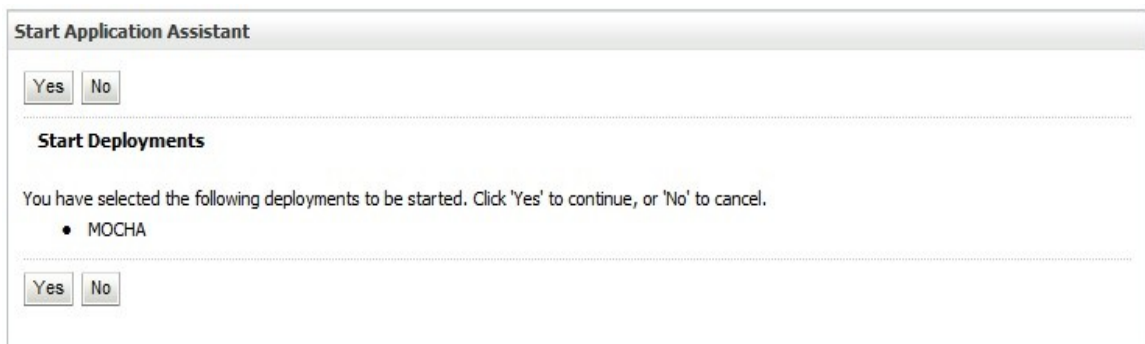 Start Application Assistant
Yes No
Start Deployments
You have selected the following deployments to be started. Click 'Yes' to continue, or 'No' to cancel.
● MOCHA
Yes No